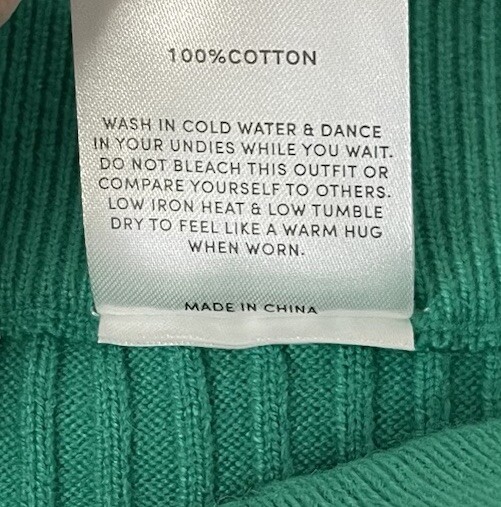 100%COTTON
WASH IN COLD WATER & DANCE
IN YOUR UNDIES WHILE YOU WAIT.
DO NOT BLEACH THIS OUTFIT OR
COMPARE YOURSELF TO OTHERS.
LOW IRON HEAT & LOW TUMBLE
DRY TO FEEL LIKE A WARM HUG
WHEN WORN.
MADE IN CHINA